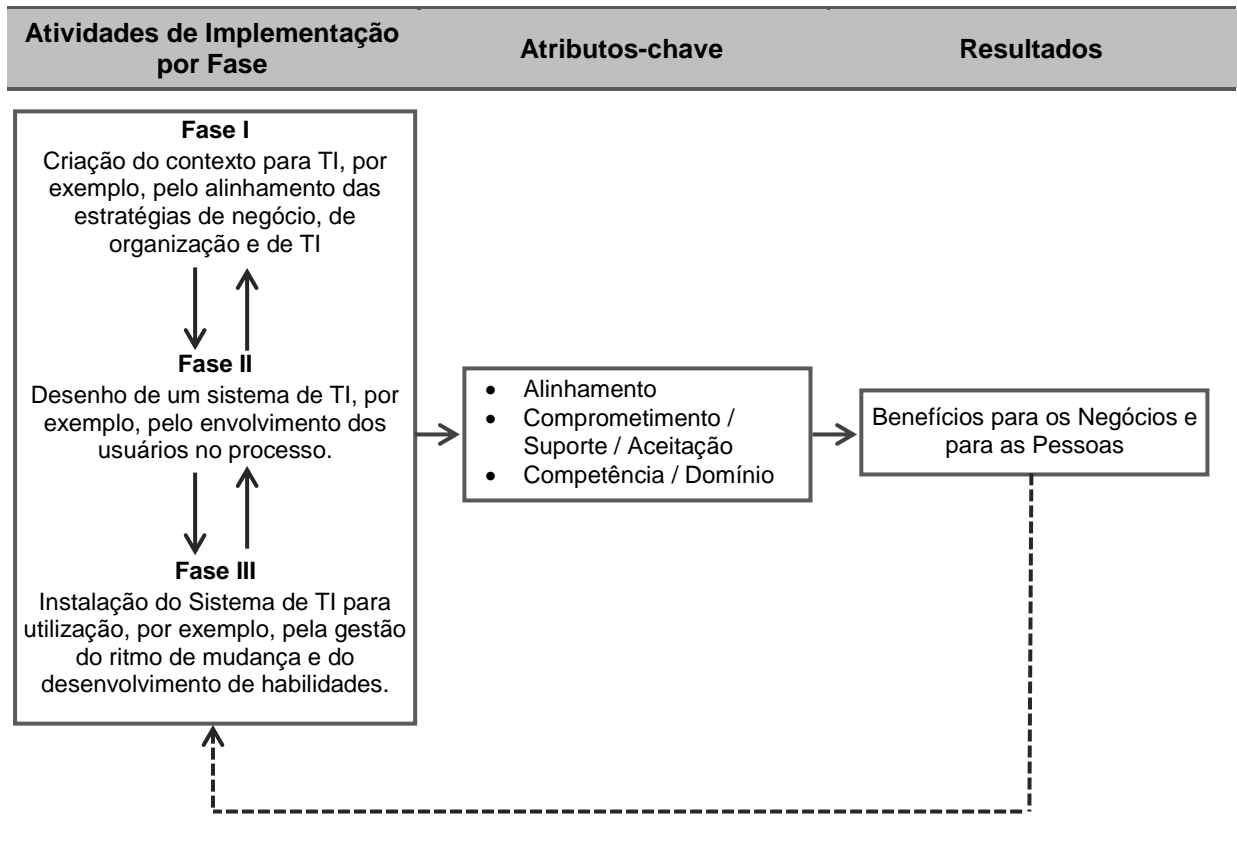 Atividades de Implementação
por Fase
Atributos-chave
Resultados
Fase I
Criação do contexto para TI, por
exemplo, pelo alinhamento das
estratégias de negócio, de
organização e de TI
Fase II
Desenho de um sistema de TI, por
exemplo, pelo envolvimento dos
usuários no processo.
Fase III
Instalação do Sistema de TI para
utilização, por exemplo, pela gestão
do ritmo de mudança e do
desenvolvimento de habilidades.
• Alinhamento
• Comprometimento /
Suporte / Aceitação
• Competência / Domínio
Benefícios para os Negócios e
para as Pessoas